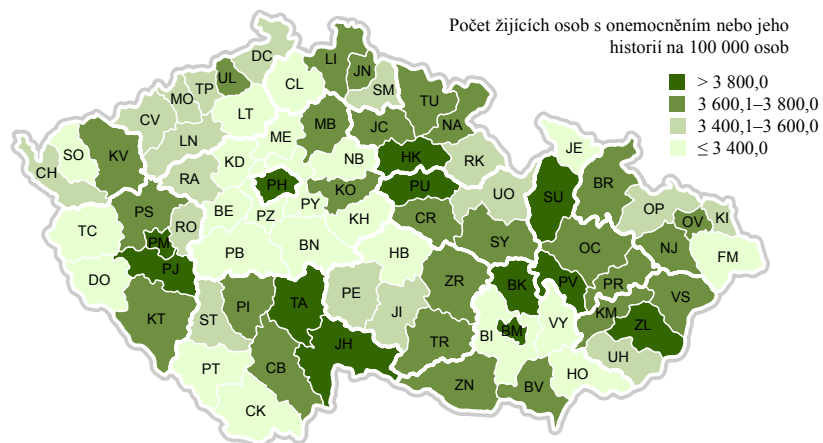 Počet žijících osob s onemocněním nebo jeho
historií na 100 000 osob
> 3 800,0
3 600,1–3 800,0
3 400,1–3 600,0
≤ 3 400,0
DC
LI
JN
SM
UL
TP
MO
CL
TU
CV
LT
MB
JC
NA
LN
ME
SO
KV
KD
NB
HK
RK
JE
CH
RA
PH
KO
PU
UO
SU
BR
BE
PZ
PY
KH
CR
OP
KI
PS
RO
OV
TC
PM
PB
BN
HB
SY
OC
NJ
FM
PJ
DO
ZR
BK
PV
PR
VS
KT
ST
PI
TA
PE
JI
KM
ZL
TR
BI
BM
VY
JH
UH
PT
CB
ZN
BV
HO
CK